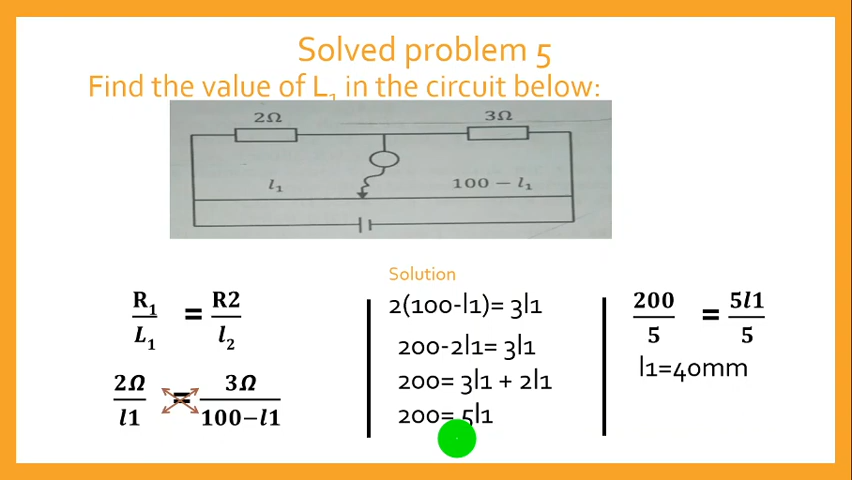 Solved problem 5
Find the value of L₁ in the circuit below:
2Ω
3Ω
l₁
100 − l₁
Solution
R₁/L₁ = R2/l₂
2Ω/l1 = 3Ω/100−l1
2(100-l1)= 3l1
200-2l1= 3l1
200= 3l1 + 2l1
200= 5l1
200/5 = 5l1/5
l1=40mm